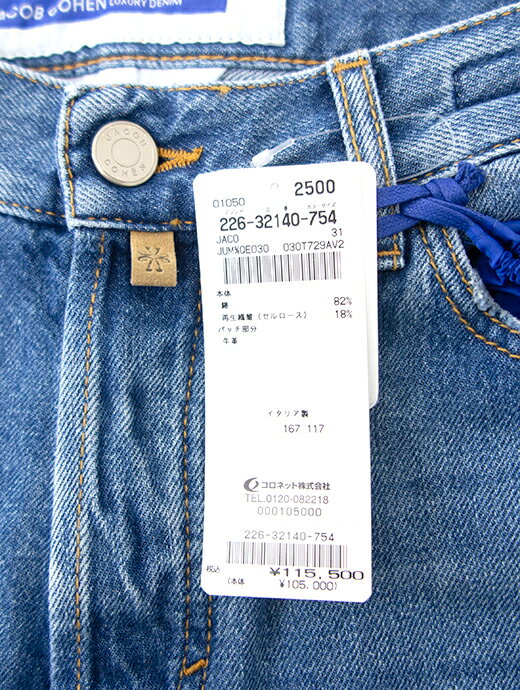 JACOB COHEN LUXURY DENIM
JACOB
COHEN
01050 2500
226-32140-754
JACO 31
JUM%QE030 030T729AV2
本体
綿 82%
再生繊維(セルロース) 18%
パッチ部分
牛革
イタリア製
167 117
コロネット株式会社
TEL.0120-082218
000105000
226-32140-754
税込 ¥115,500
(本体 ¥105,000)